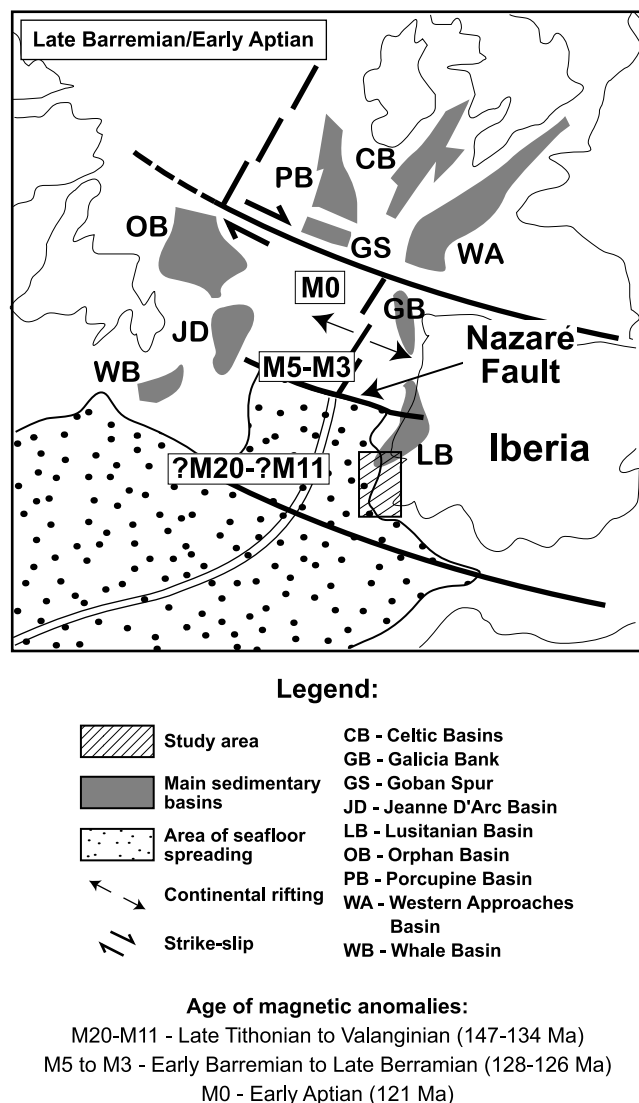 Late Barremian/Early Aptian
CB
PB
OB
GS
WA
M0
GB
JD
Nazaré
Fault
M5-M3
WB
?M20-?M11
LB
Iberia
Legend:
Study area
Main sedimentary
basins
Area of seafloor
spreading
Continental rifting
Strike-slip
CB - Celtic Basins
GB - Galicia Bank
GS - Goban Spur
JD - Jeanne D'Arc Basin
LB - Lusitanian Basin
OB - Orphan Basin
PB - Porcupine Basin
WA - Western Approaches
Basin
WB - Whale Basin
Age of magnetic anomalies:
M20-M11 - Late Tithonian to Valanginian (147-134 Ma)
M5 to M3 - Early Barremian to Late Berramian (128-126 Ma)
M0 - Early Aptian (121 Ma)